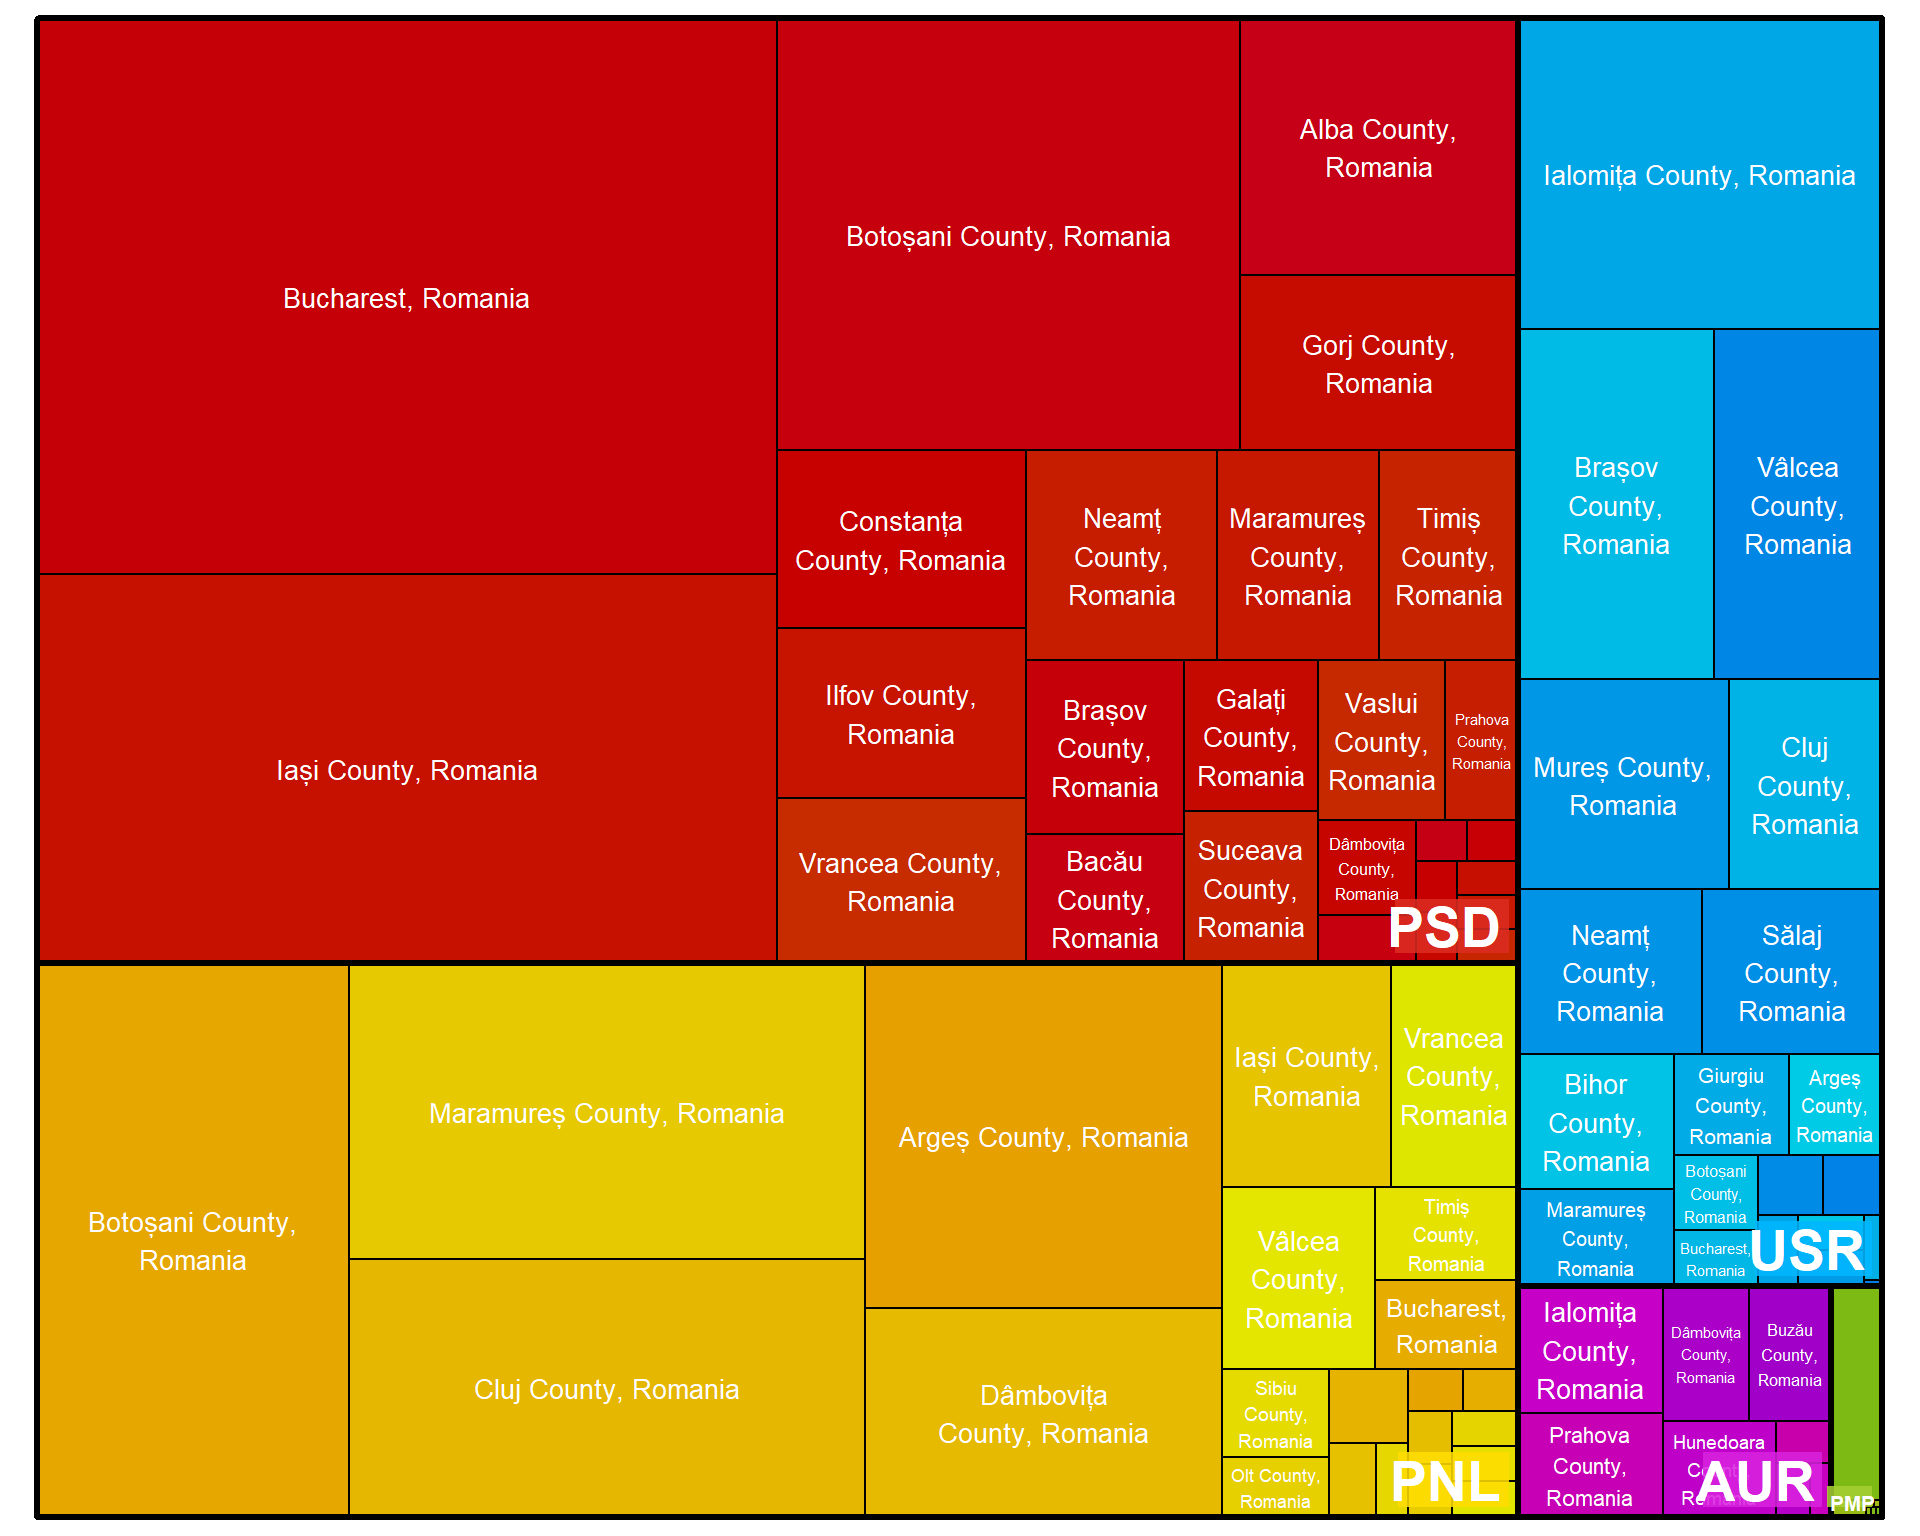 Bucharest, Romania
Iași County, Romania
Botoșani County, Romania
Alba County,
Romania
Gorj County,
Romania
Constanța
County, Romania
Ilfov County,
Romania
Vrancea County,
Romania
Neamț
County,
Romania
Maramureș
County,
Romania
Timiș
County,
Romania
Brașov
County,
Romania
Bacău
County,
Romania
Galați
County,
Romania
Suceava
County,
Romania
Vaslui
County,
Romania
Prahova
County,
Romania
Dâmbovița
County,
Romania
PSD
Botoșani County,
Romania
Maramureș County, Romania
Cluj County, Romania
Argeș County, Romania
Dâmbovița
County, Romania
Iași County,
Romania
Vrancea
County,
Romania
Vâlcea
County,
Romania
Timiș
County,
Romania
Bucharest,
Romania
Sibiu
County,
Romania
Olt County,
Romania
PNL
Ialomița County, Romania
Brașov
County,
Romania
Vâlcea
County,
Romania
Mureș County,
Romania
Cluj
County,
Romania
Neamț
County,
Romania
Sălaj
County,
Romania
Bihor
County,
Romania
Maramureș
County,
Romania
Giurgiu
County,
Romania
Argeș
County,
Romania
Botoșani
County,
Romania
Bucharest,
Romania
USR
Ialomița
County,
Romania
Prahova
County,
Romania
Dâmbovița
County,
Romania
Buzău
County,
Romania
Hunedoara
County,
Romania
AUR
PMP